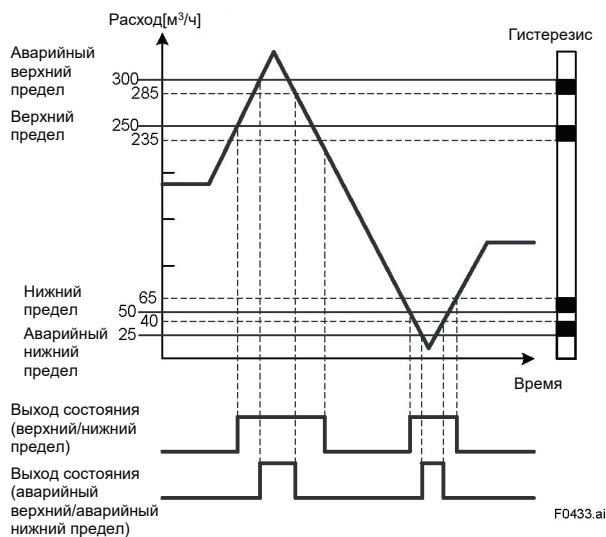 Расход[м³/ч]
Гистерезис
Аварийный
верхний
предел
300
285
Верхний
предел
250
235
Нижний
предел
65
50
40
Аварийный
нижний
предел
25
Время
Выход состояния
(верхний/нижний
предел)
Выход состояния
(аварийный
верхний/аварийный
нижний предел)
F0433.ai